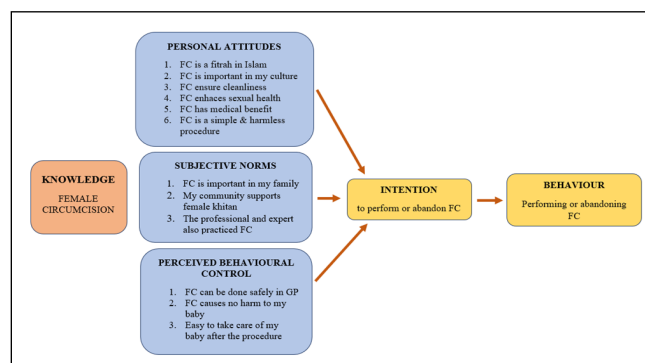 KNOWLEDGE
FEMALE
CIRCUMCISION
PERSONAL ATTITUDES
1. FC is a fitrah in Islam
2. FC is important in my culture
3. FC ensure cleanliness
4. FC enhaces sexual health
5. FC has medical benefit
6. FC is a simple & harmless
procedure
SUBJECTIVE NORMS
1. FC is important in my family
2. My community supports
female khitan
3. The professional and expert
also practiced FC
PERCEIVED BEHAVIOURAL
CONTROL
1. FC can be done safely in GP
2. FC causes no harm to my
baby
3. Easy to take care of my
baby after the procedure
INTENTION
to perform or abandon FC
BEHAVIOUR
Performing or abandoning
FC